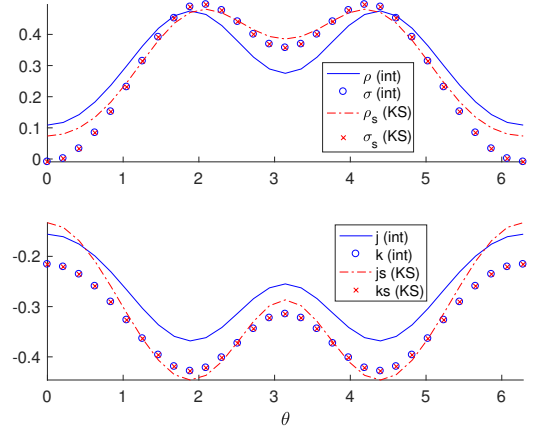 0.4
0.3
0.2
0.1
0
0 1 2 3 4 5 6
ρ (int)
σ (int)
ρ_s (KS)
σ_s (KS)
-0.2
-0.3
-0.4
0 1 2 3 4 5 6
j (int)
k (int)
js (KS)
ks (KS)
θ